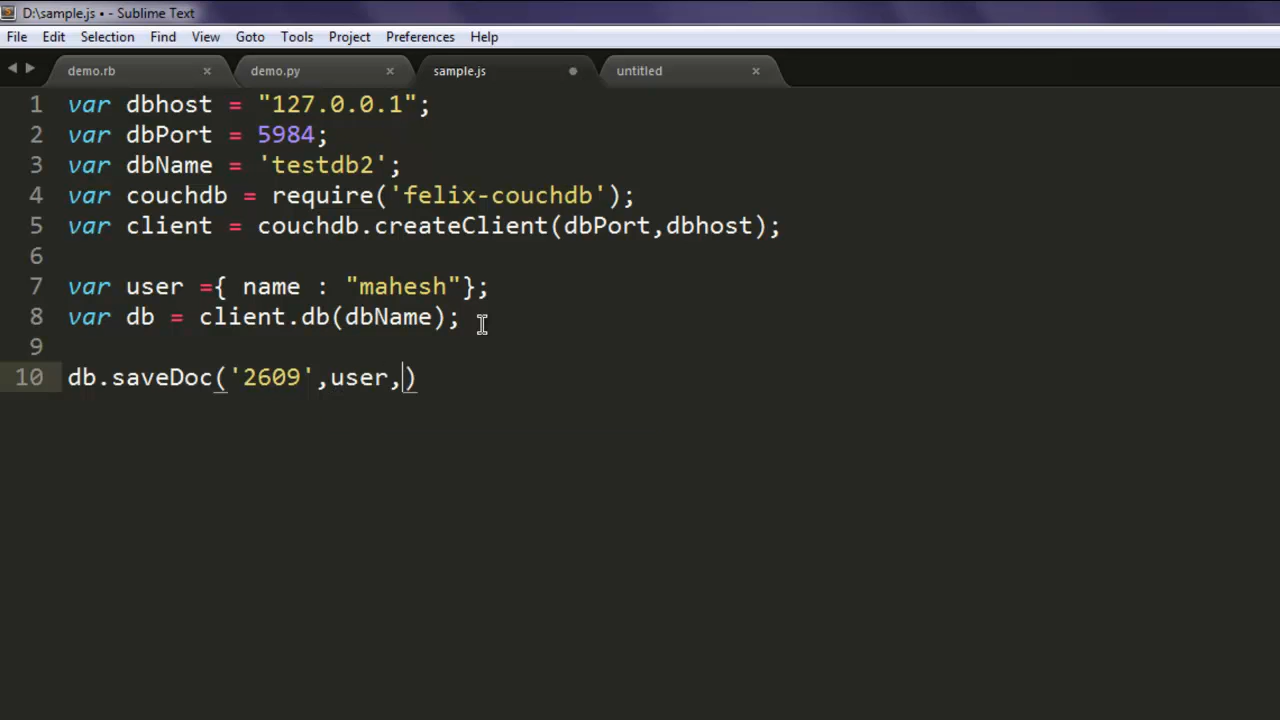 D:\sample.js • - Sublime Text
File Edit Selection Find View Goto Tools Project Preferences Help
demo.rb × demo.py × sample.js untitled ×
1 var dbhost = "127.0.0.1";
2 var dbPort = 5984;
3 var dbName = 'testdb2';
4 var couchdb = require('felix-couchdb');
5 var client = couchdb.createClient(dbPort,dbhost);
6
7 var user ={ name : "mahesh"};
8 var db = client.db(dbName);
9
10 db.saveDoc('2609',user,)